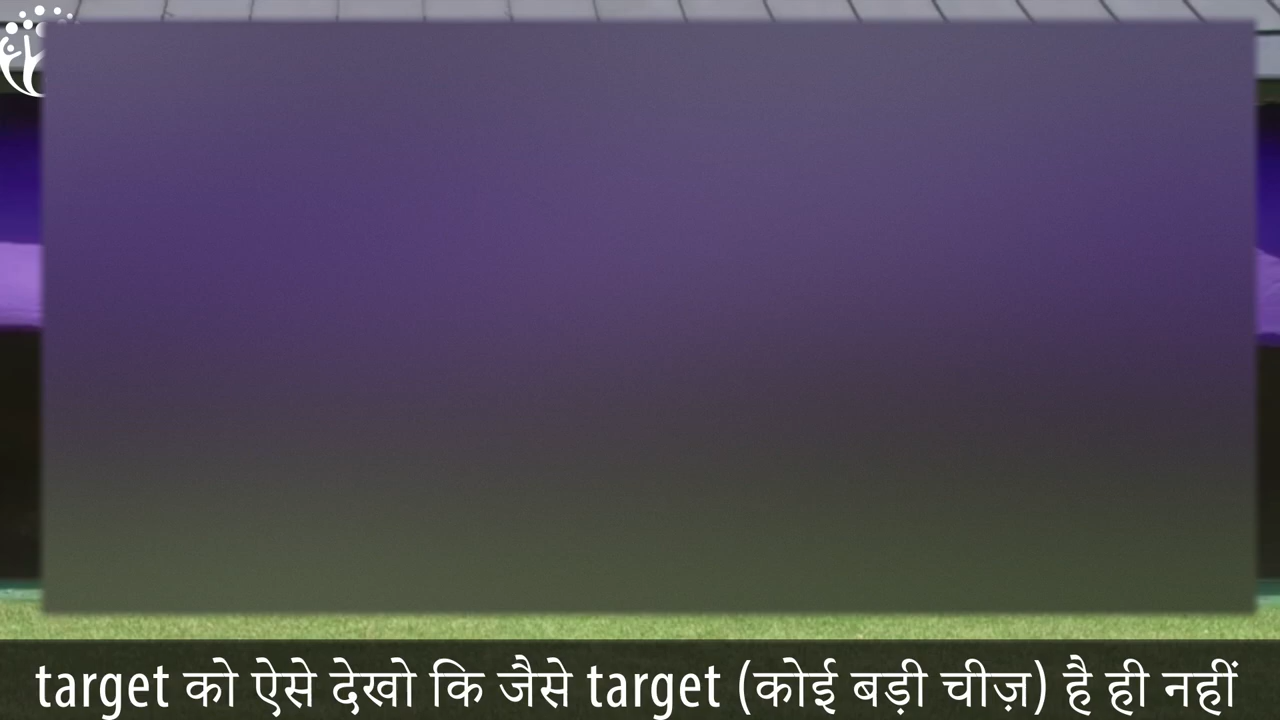 target को ऐसे देखो कि जैसे target (कोई बड़ी चीज़) है ही नहीं